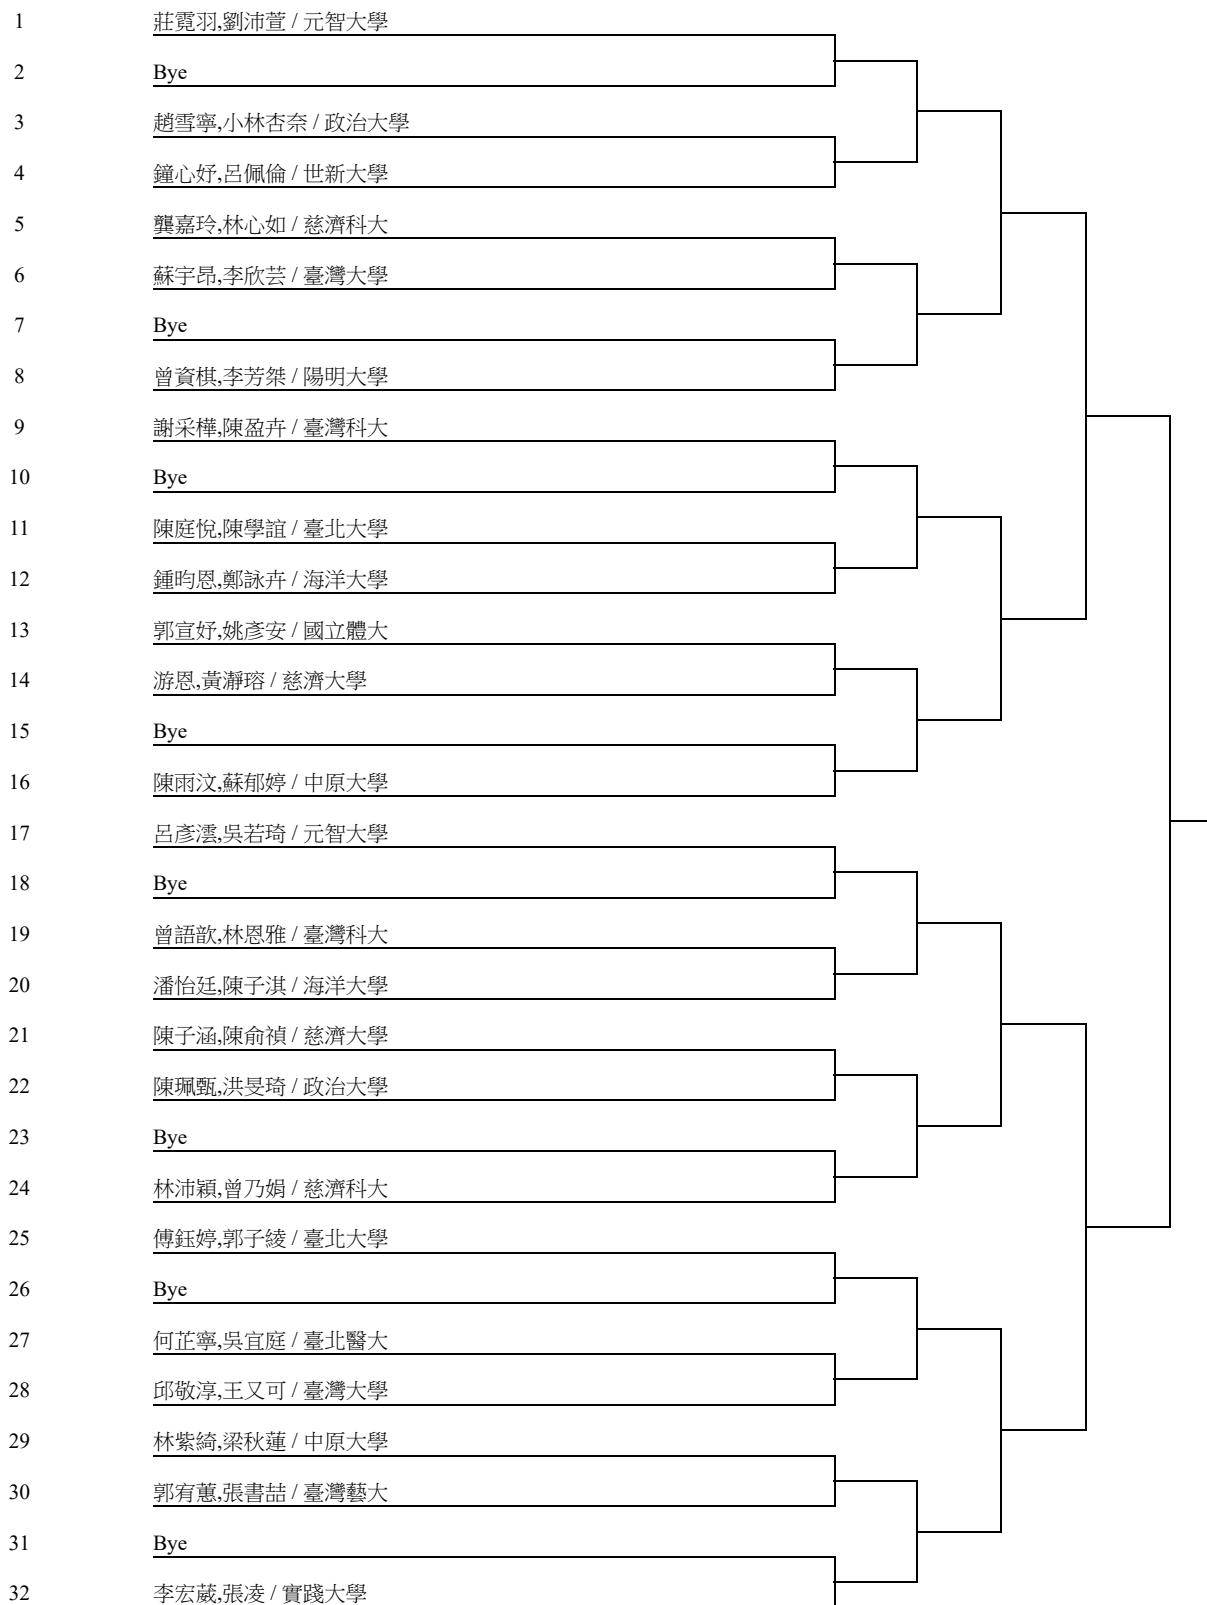 1 莊霓羽,劉沛萱 / 元智大學
2 Bye
3 趙雪寧,小林杏奈 / 政治大學
4 鐘心妤,呂佩倫 / 世新大學
5 龔嘉玲,林心如 / 慈濟科大
6 蘇宇昂,李欣芸 / 臺灣大學
7 Bye
8 曾資棋,李芳桀 / 陽明大學
9 謝采樺,陳盈卉 / 臺灣科大
10 Bye
11 陳庭悅,陳學誼 / 臺北大學
12 鍾昀恩,鄭詠卉 / 海洋大學
13 郭宣妤,姚彥安 / 國立體大
14 游恩,黃瀞瑢 / 慈濟大學
15 Bye
16 陳雨汶,蘇郁婷 / 中原大學
17 呂彥澐,吳若琦 / 元智大學
18 Bye
19 曾語歆,林恩雅 / 臺灣科大
20 潘怡廷,陳子淇 / 海洋大學
21 陳子涵,陳俞禎 / 慈濟大學
22 陳珮甄,洪旻琦 / 政治大學
23 Bye
24 林沛穎,曾乃娟 / 慈濟科大
25 傅鈺婷,郭子綾 / 臺北大學
26 Bye
27 何芷寧,吳宜庭 / 臺北醫大
28 邱敬淳,王又可 / 臺灣大學
29 林紫綺,梁秋蓮 / 中原大學
30 郭宥蕙,張書喆 / 臺灣藝大
31 Bye
32 李宏葳,張凌 / 實踐大學